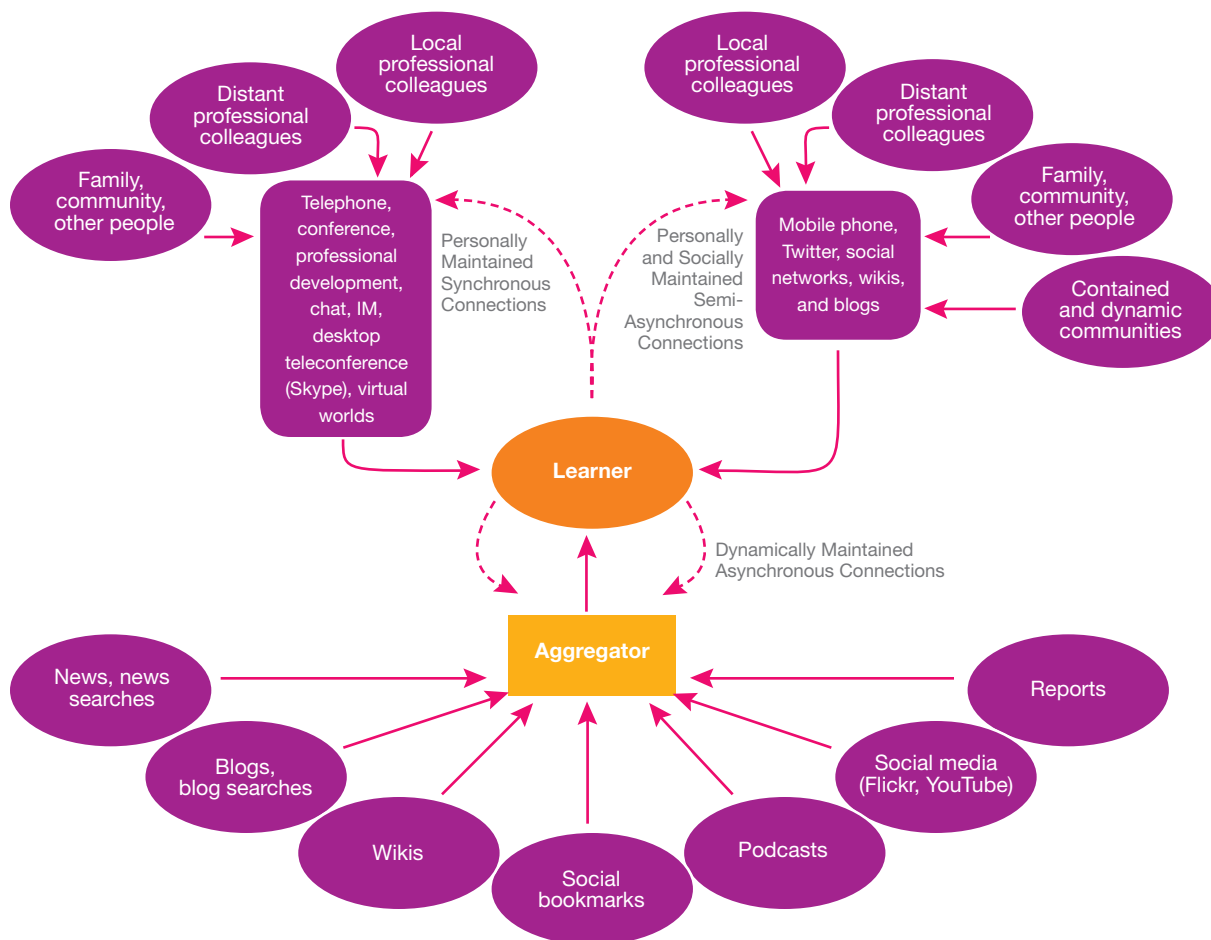 Local
professional
colleagues
Distant
professional
colleagues
Family,
community,
other people
Telephone,
conference,
professional
development,
chat, IM,
desktop
teleconference
(Skype), virtual
worlds
Personally
Maintained
Synchronous
Connections
Local
professional
colleagues
Distant
professional
colleagues
Family,
community,
other people
Contained
and dynamic
communities
Mobile phone,
Twitter, social
networks, wikis,
and blogs
Personally
and Socially
Maintained
Semi-
Asynchronous
Connections
Learner
Dynamically Maintained
Asynchronous Connections
Aggregator
News, news
searches
Blogs,
blog searches
Wikis
Social
bookmarks
Podcasts
Social media
(Flickr, YouTube)
Reports